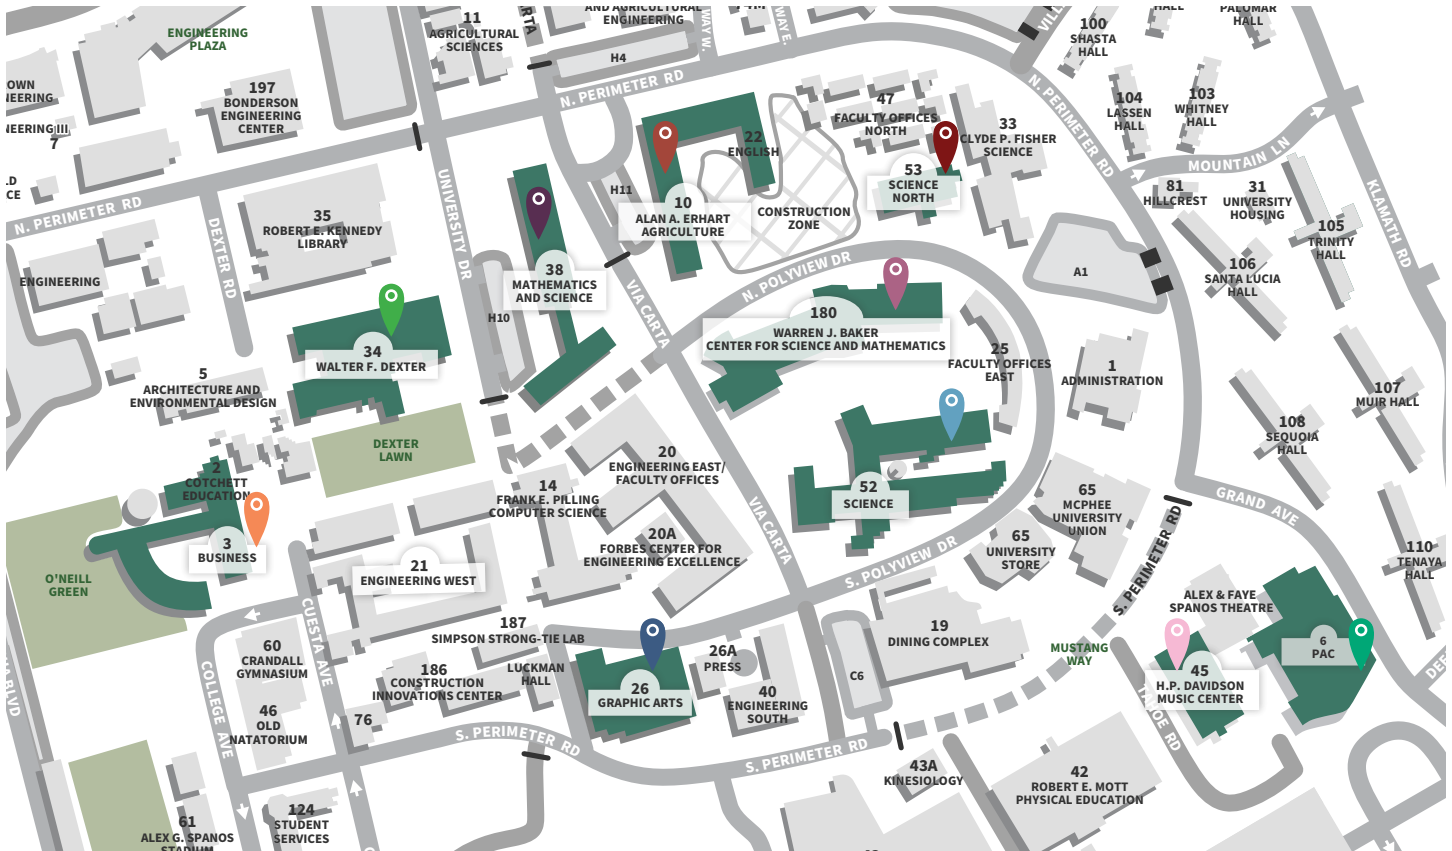 AND AGRICULTURAL
ENGINEERING
11
AGRICULTURAL
SCIENCES
ENGINEERING
PLAZA
H4
WAY W.
WAY E.
100
SHASTA
HALL
HALL
PALOMAR
HALL
N. PERIMETER RD
197
BONDERSON
ENGINEERING
CENTER
7
47
FACULTY OFFICES
NORTH
33
CLYDE P. FISHER
SCIENCE
104
LASSEN
HALL
103
WHITNEY
HALL
N. PERIMETER RD
MOUNTAIN LN
22
ENGLISH
53
SCIENCE
NORTH
81
HILLCREST
31
UNIVERSITY
HOUSING
KLAMATH RD
N. PERIMETER RD
35
ROBERT E. KENNEDY
LIBRARY
UNIVERSITY DR
DEXTER RD
H11
10
ALAN A. ERHART
AGRICULTURE
CONSTRUCTION
ZONE
105
TRINITY
HALL
106
SANTA LUCIA
HALL
A1
ENGINEERING
38
MATHEMATICS
AND SCIENCE
VIA CARTA
N. POLYVIEW DR
H10
180
WARREN J. BAKER
CENTER FOR SCIENCE AND MATHEMATICS
34
WALTER F. DEXTER
25
FACULTY OFFICES
EAST
1
ADMINISTRATION
5
ARCHITECTURE AND
ENVIRONMENTAL DESIGN
107
MUIR HALL
108
SEQUOIA
HALL
DEXTER
LAWN
2
COTCHETT
EDUCATION
20
ENGINEERING EAST/
FACULTY OFFICES
14
FRANK E. PILLING
COMPUTER SCIENCE
52
SCIENCE
65
MCPHEE
UNIVERSITY
UNION
GRAND AVE
VIA CARTA
20A
FORBES CENTER FOR
ENGINEERING EXCELLENCE
3
BUSINESS
21
ENGINEERING WEST
S. POLYVIEW DR
65
UNIVERSITY
STORE
S. PERIMETER RD
110
TENAYA
HALL
O'NEILL
GREEN
CUESTA AVE
187
SIMPSON STRONG-TIE LAB
ALEX & FAYE
SPANOS THEATRE
19
DINING COMPLEX
MUSTANG
WAY
6
PAC
60
CRANDALL
GYMNASIUM
COLLEGE AVE
186
CONSTRUCTION
INNOVATIONS CENTER
LUCKMAN
HALL
26A
PRESS
26
GRAPHIC ARTS
40
ENGINEERING
SOUTH
C6
45
H.P. DAVIDSON
MUSIC CENTER
46
OLD
NATATORIUM
76
S. PERIMETER RD
S. PERIMETER RD
43A
KINESIOLOGY
42
ROBERT E. MOTT
PHYSICAL EDUCATION
61
ALEX G. SPANOS
STADIUM
124
STUDENT
SERVICES